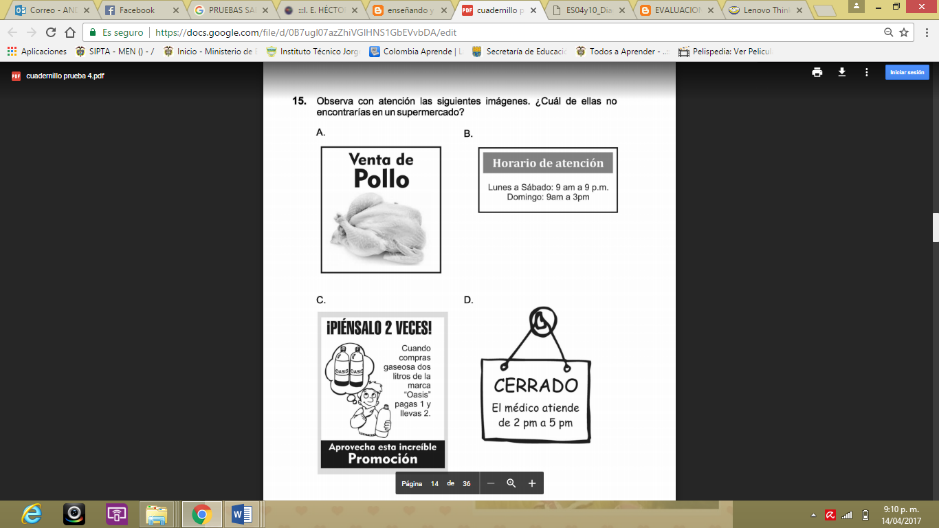 Correo - ANG
Facebook
PRUEBAS SA
I. E. HÉCTO
enseñando y
cuadernillo p
ES04y10_Dia
EVALUACIO
Lenovo Thin
Es seguro
https://docs.google.com/file/d/0B7ugI07azZhiVGlHNS1GbEVvbDA/edit
Aplicaciones
SIPTA - MEN () - /
Inicio - Ministerio de
Instituto Técnico Jorg
Colombia Aprende | L
Secretaría de Educaci
Todos a Aprender - .:
Pelispedia: Ver Pelicul
PDF cuadernillo prueba 4.pdf
Iniciar sesión
15. Observa con atención las siguientes imágenes. ¿Cuál de ellas no
encontrarías en un supermercado?
A.
Venta de
Pollo
B.
Horario de atención
Lunes a Sábado: 9 am a 9 p.m.
Domingo: 9am a 3pm
C.
¡PIÉNSALO 2 VECES!
Cuando
compras
gaseosa dos
litros de la
marca
"Oasis"
pagas 1 y
llevas 2.
Aprovecha esta increíble
Promoción
D.
CERRADO
El médico atiende
de 2 pm a 5 pm
Página 14 de 36
9:10 p. m.
14/04/2017